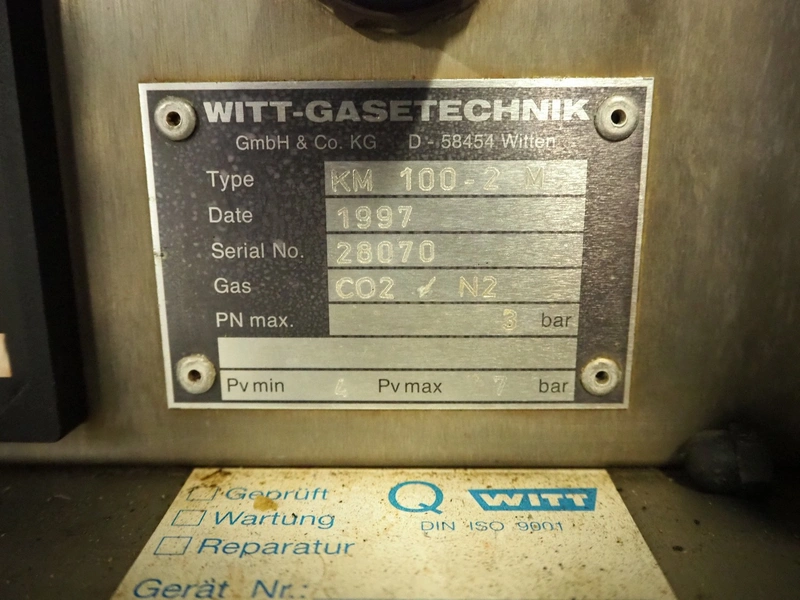 WITT-GASETECHNIK
GmbH & Co. KG D - 58454 Witten
Type KM 100-2 M
Date 1997
Serial No. 28070
Gas CO2 / N2
PN max. 3 bar
Pv min 4 Pv max 7 bar
Geprüft
Wartung
Reparatur
Gerät Nr.:
Q WITT
DIN ISO 9001